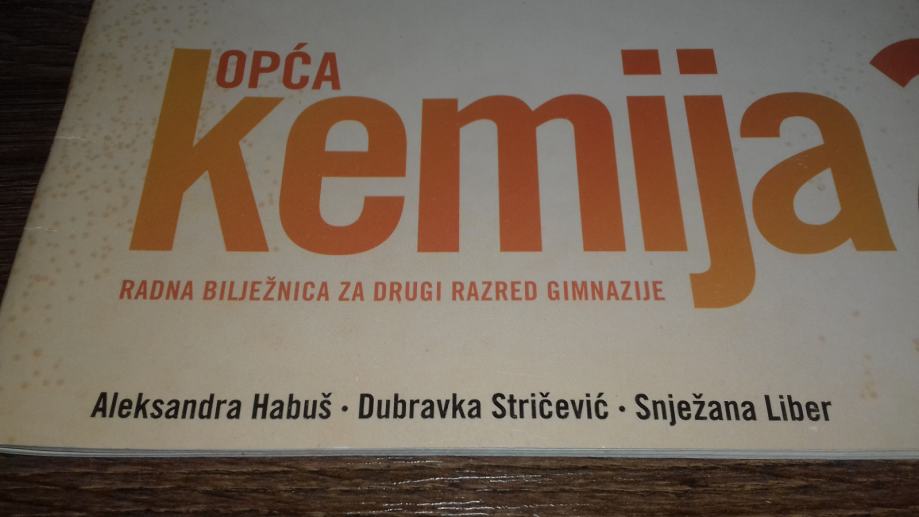 OPĆA
kemija
RADNA BILJEŽNICA ZA DRUGI RAZRED GIMNAZIJE
Aleksandra Habuš · Dubravka Stričević · Snježana Liber